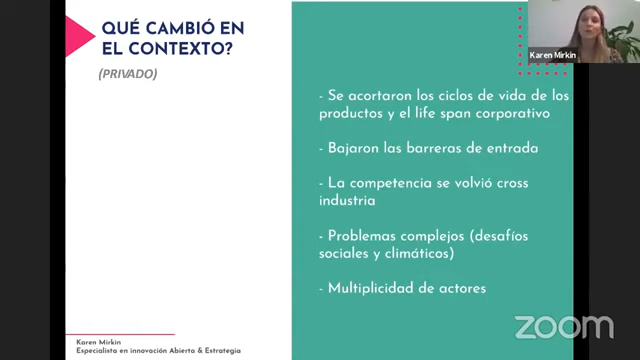 QUÉ CAMBIÓ EN
EL CONTEXTO?
(PRIVADO)
Karen Mirkin
- Se acortaron los ciclos de vida de los
productos y el life span corporativo
- Bajaron las barreras de entrada
- La competencia se volvió cross
industria
- Problemas complejos (desafíos
sociales y climáticos)
- Multiplicidad de actores
Karen Mirkin
Especialista en innovación Abierta & Estrategia
zoom